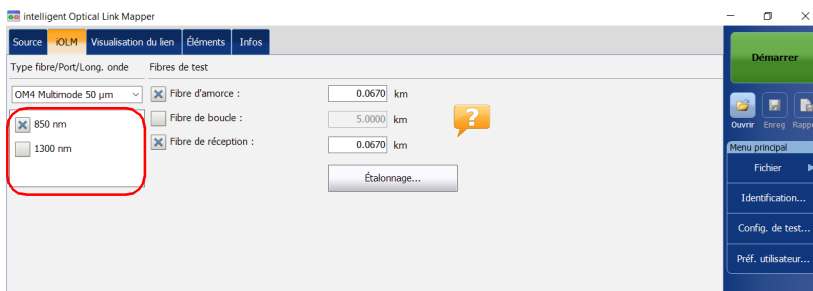 intelligent Optical Link Mapper
Source iOLM Visualisation du lien Éléments Infos
Type fibre/Port/Long. onde Fibres de test
OM4 Multimode 50 µm
850 nm
1300 nm
Fibre d'amorce : 0.0670 km
Fibre de boucle : 5.0000 km
Fibre de réception : 0.0670 km
?
Étalonnage...
Démarrer
Ouvrir Enreg
Menu principal
Fichier
Identification...
Config. de test...
Préf. utilisateur...